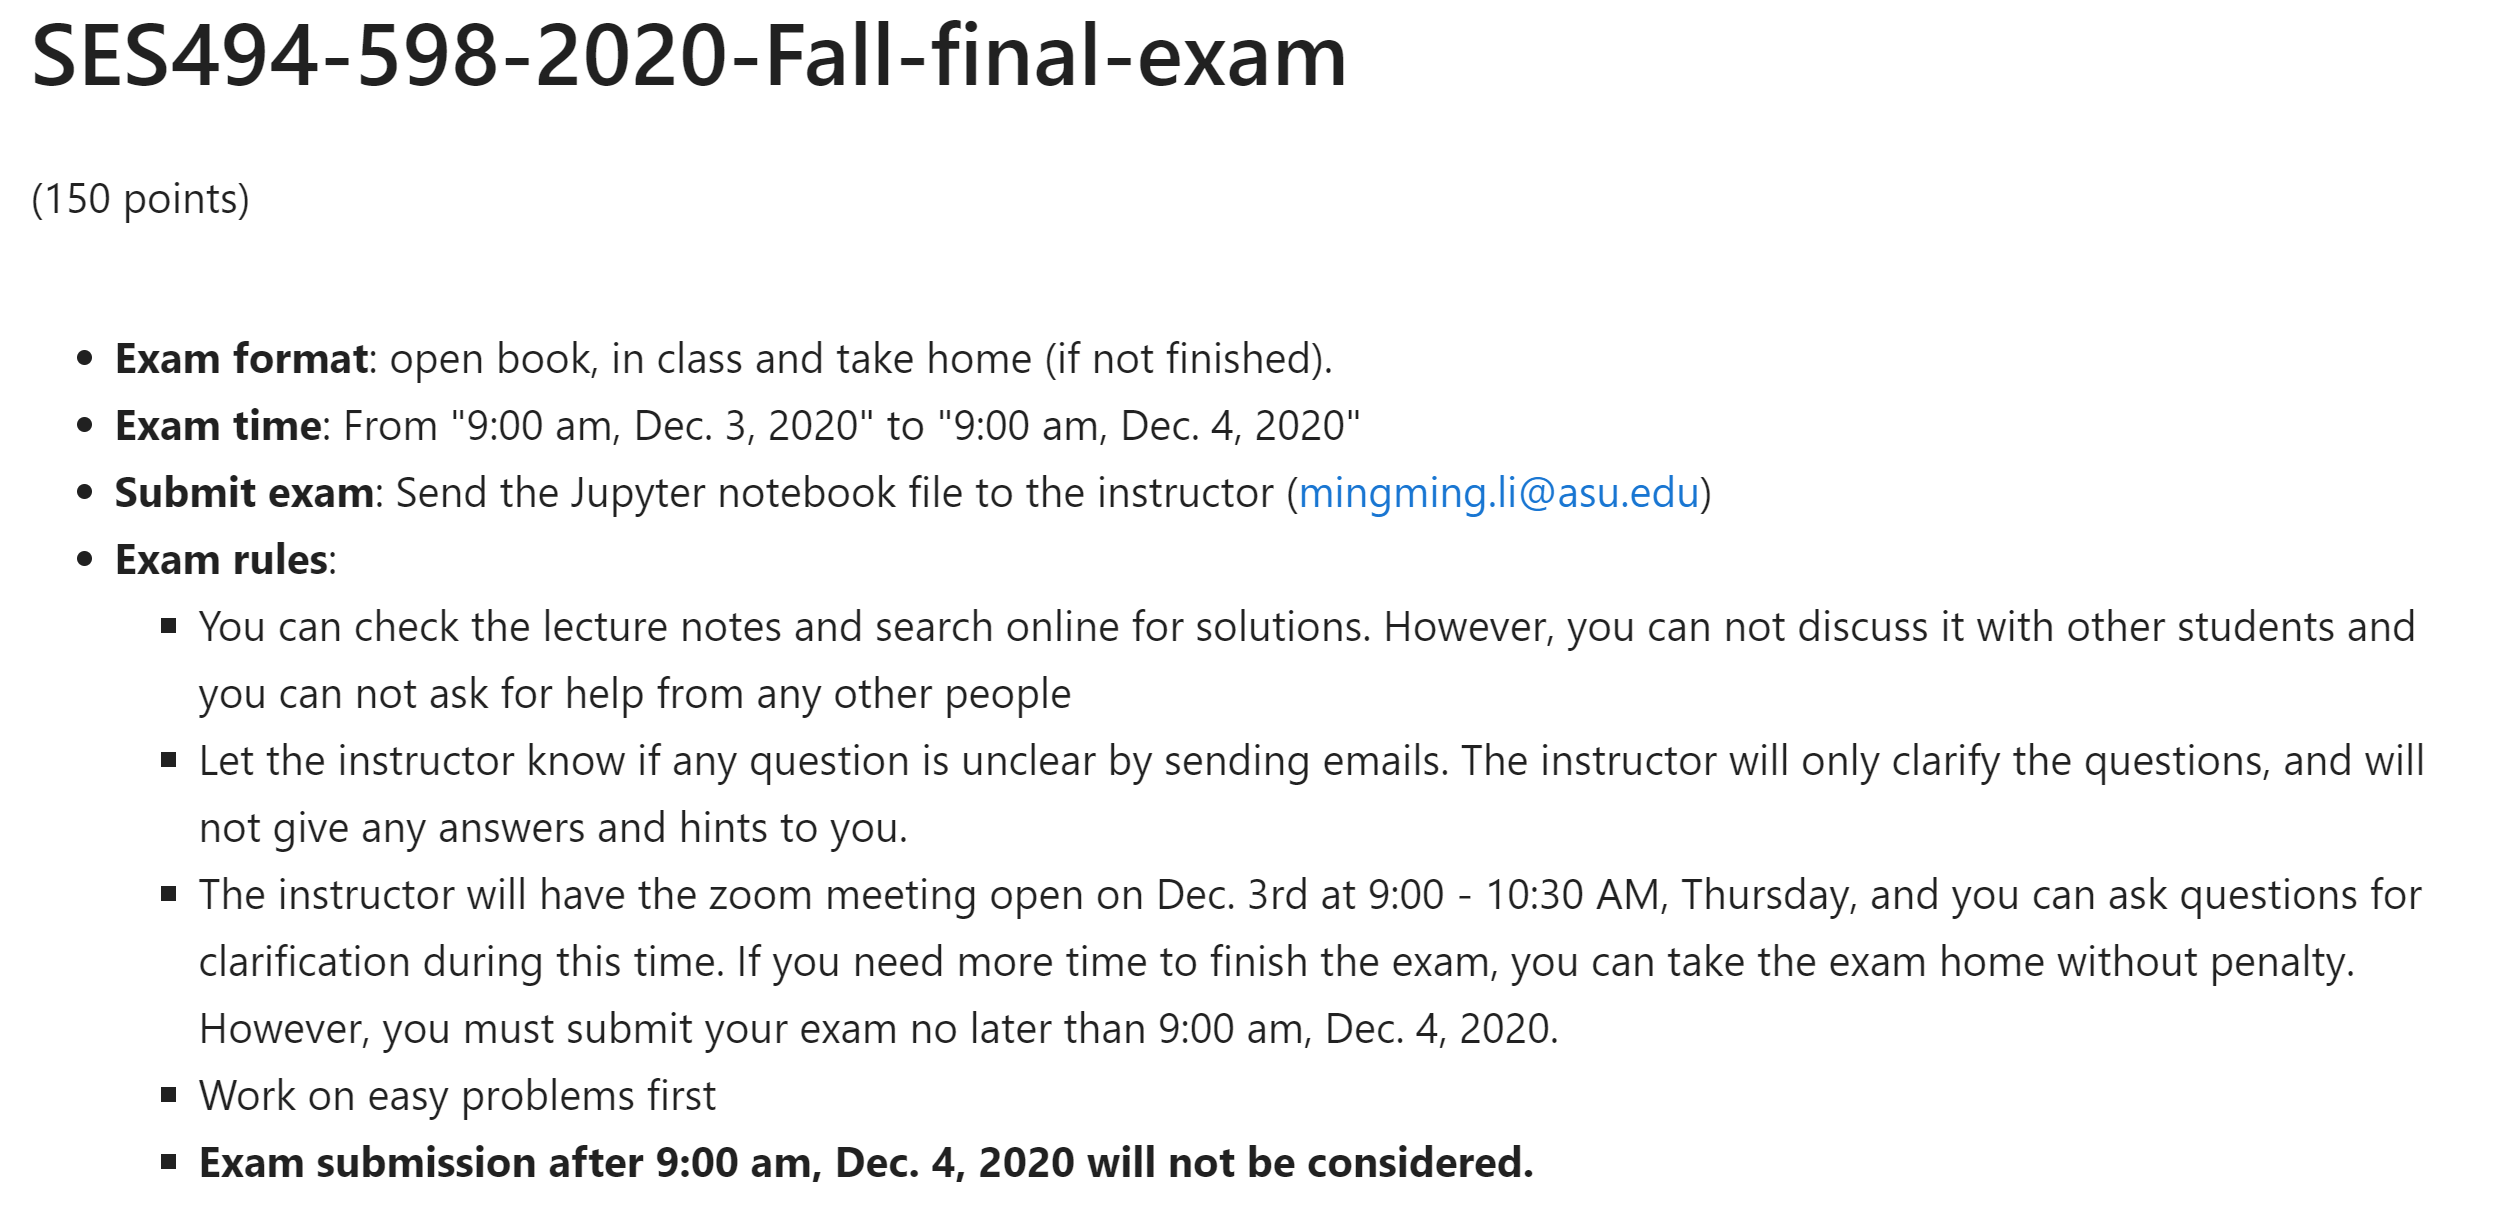 SES494-598-2020-Fall-final-exam
(150 points)
Exam format: open book, in class and take home (if not finished).
Exam time: From "9:00 am, Dec. 3, 2020" to "9:00 am, Dec. 4, 2020"
Submit exam: Send the Jupyter notebook file to the instructor (mingming.li@asu.edu)
Exam rules:
You can check the lecture notes and search online for solutions. However, you can not discuss it with other students and
you can not ask for help from any other people
Let the instructor know if any question is unclear by sending emails. The instructor will only clarify the questions, and will
not give any answers and hints to you.
The instructor will have the zoom meeting open on Dec. 3rd at 9:00 - 10:30 AM, Thursday, and you can ask questions for
clarification during this time. If you need more time to finish the exam, you can take the exam home without penalty.
However, you must submit your exam no later than 9:00 am, Dec. 4, 2020.
Work on easy problems first
Exam submission after 9:00 am, Dec. 4, 2020 will not be considered.